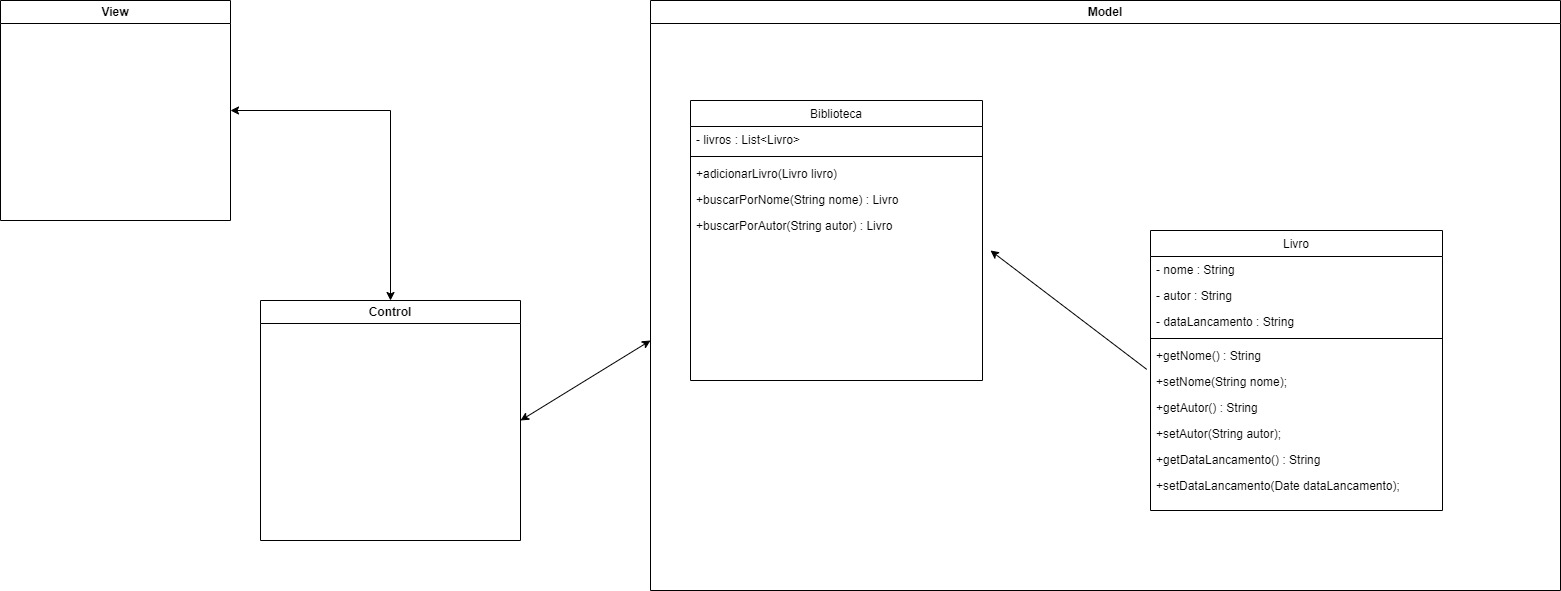 View
Model
Biblioteca
- livros : List<Livro>
+adicionarLivro(Livro livro)
+buscarPorNome(String nome) : Livro
+buscarPorAutor(String autor) : Livro
Livro
- nome : String
- autor : String
- dataLancamento : String
+getNome() : String
+setNome(String nome);
+getAutor() : String
+setAutor(String autor);
+getDataLancamento() : String
+setDataLancamento(Date dataLancamento);
Control